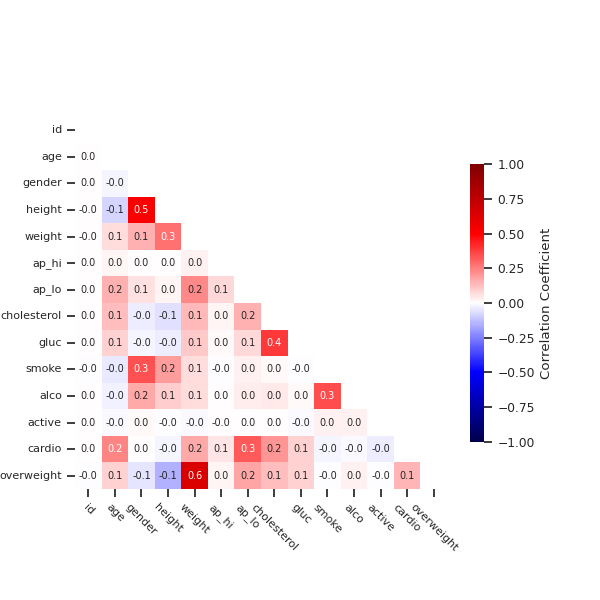 id
age 0.0
gender 0.0 -0.0
height -0.0 -0.1 0.5
weight -0.0 0.1 0.1 0.3
ap_hi 0.0 0.0 0.0 0.0 0.0
ap_lo 0.0 0.2 0.1 0.0 0.2 0.1
cholesterol 0.0 0.1 -0.0 -0.1 0.1 0.0 0.2
gluc 0.0 0.1 -0.0 -0.0 0.1 0.0 0.1 0.4
smoke -0.0 -0.0 0.3 0.2 0.1 -0.0 0.0 0.0 -0.0
alco 0.0 -0.0 0.2 0.1 0.1 0.0 0.0 0.0 0.0 0.3
active 0.0 -0.0 0.0 -0.0 -0.0 -0.0 0.0 0.0 -0.0 0.0 0.0
cardio 0.0 0.2 0.0 -0.0 0.2 0.1 0.3 0.2 0.1 -0.0 -0.0 -0.0
overweight -0.0 0.1 -0.1 -0.1 0.6 0.0 0.2 0.1 0.1 -0.0 0.0 -0.0 0.1
id age gender height weight ap_hi ap_lo cholesterol gluc smoke alco active cardio overweight
1.00
0.75
0.50
0.25
0.00
−0.25
−0.50
−0.75
−1.00
Correlation Coefficient